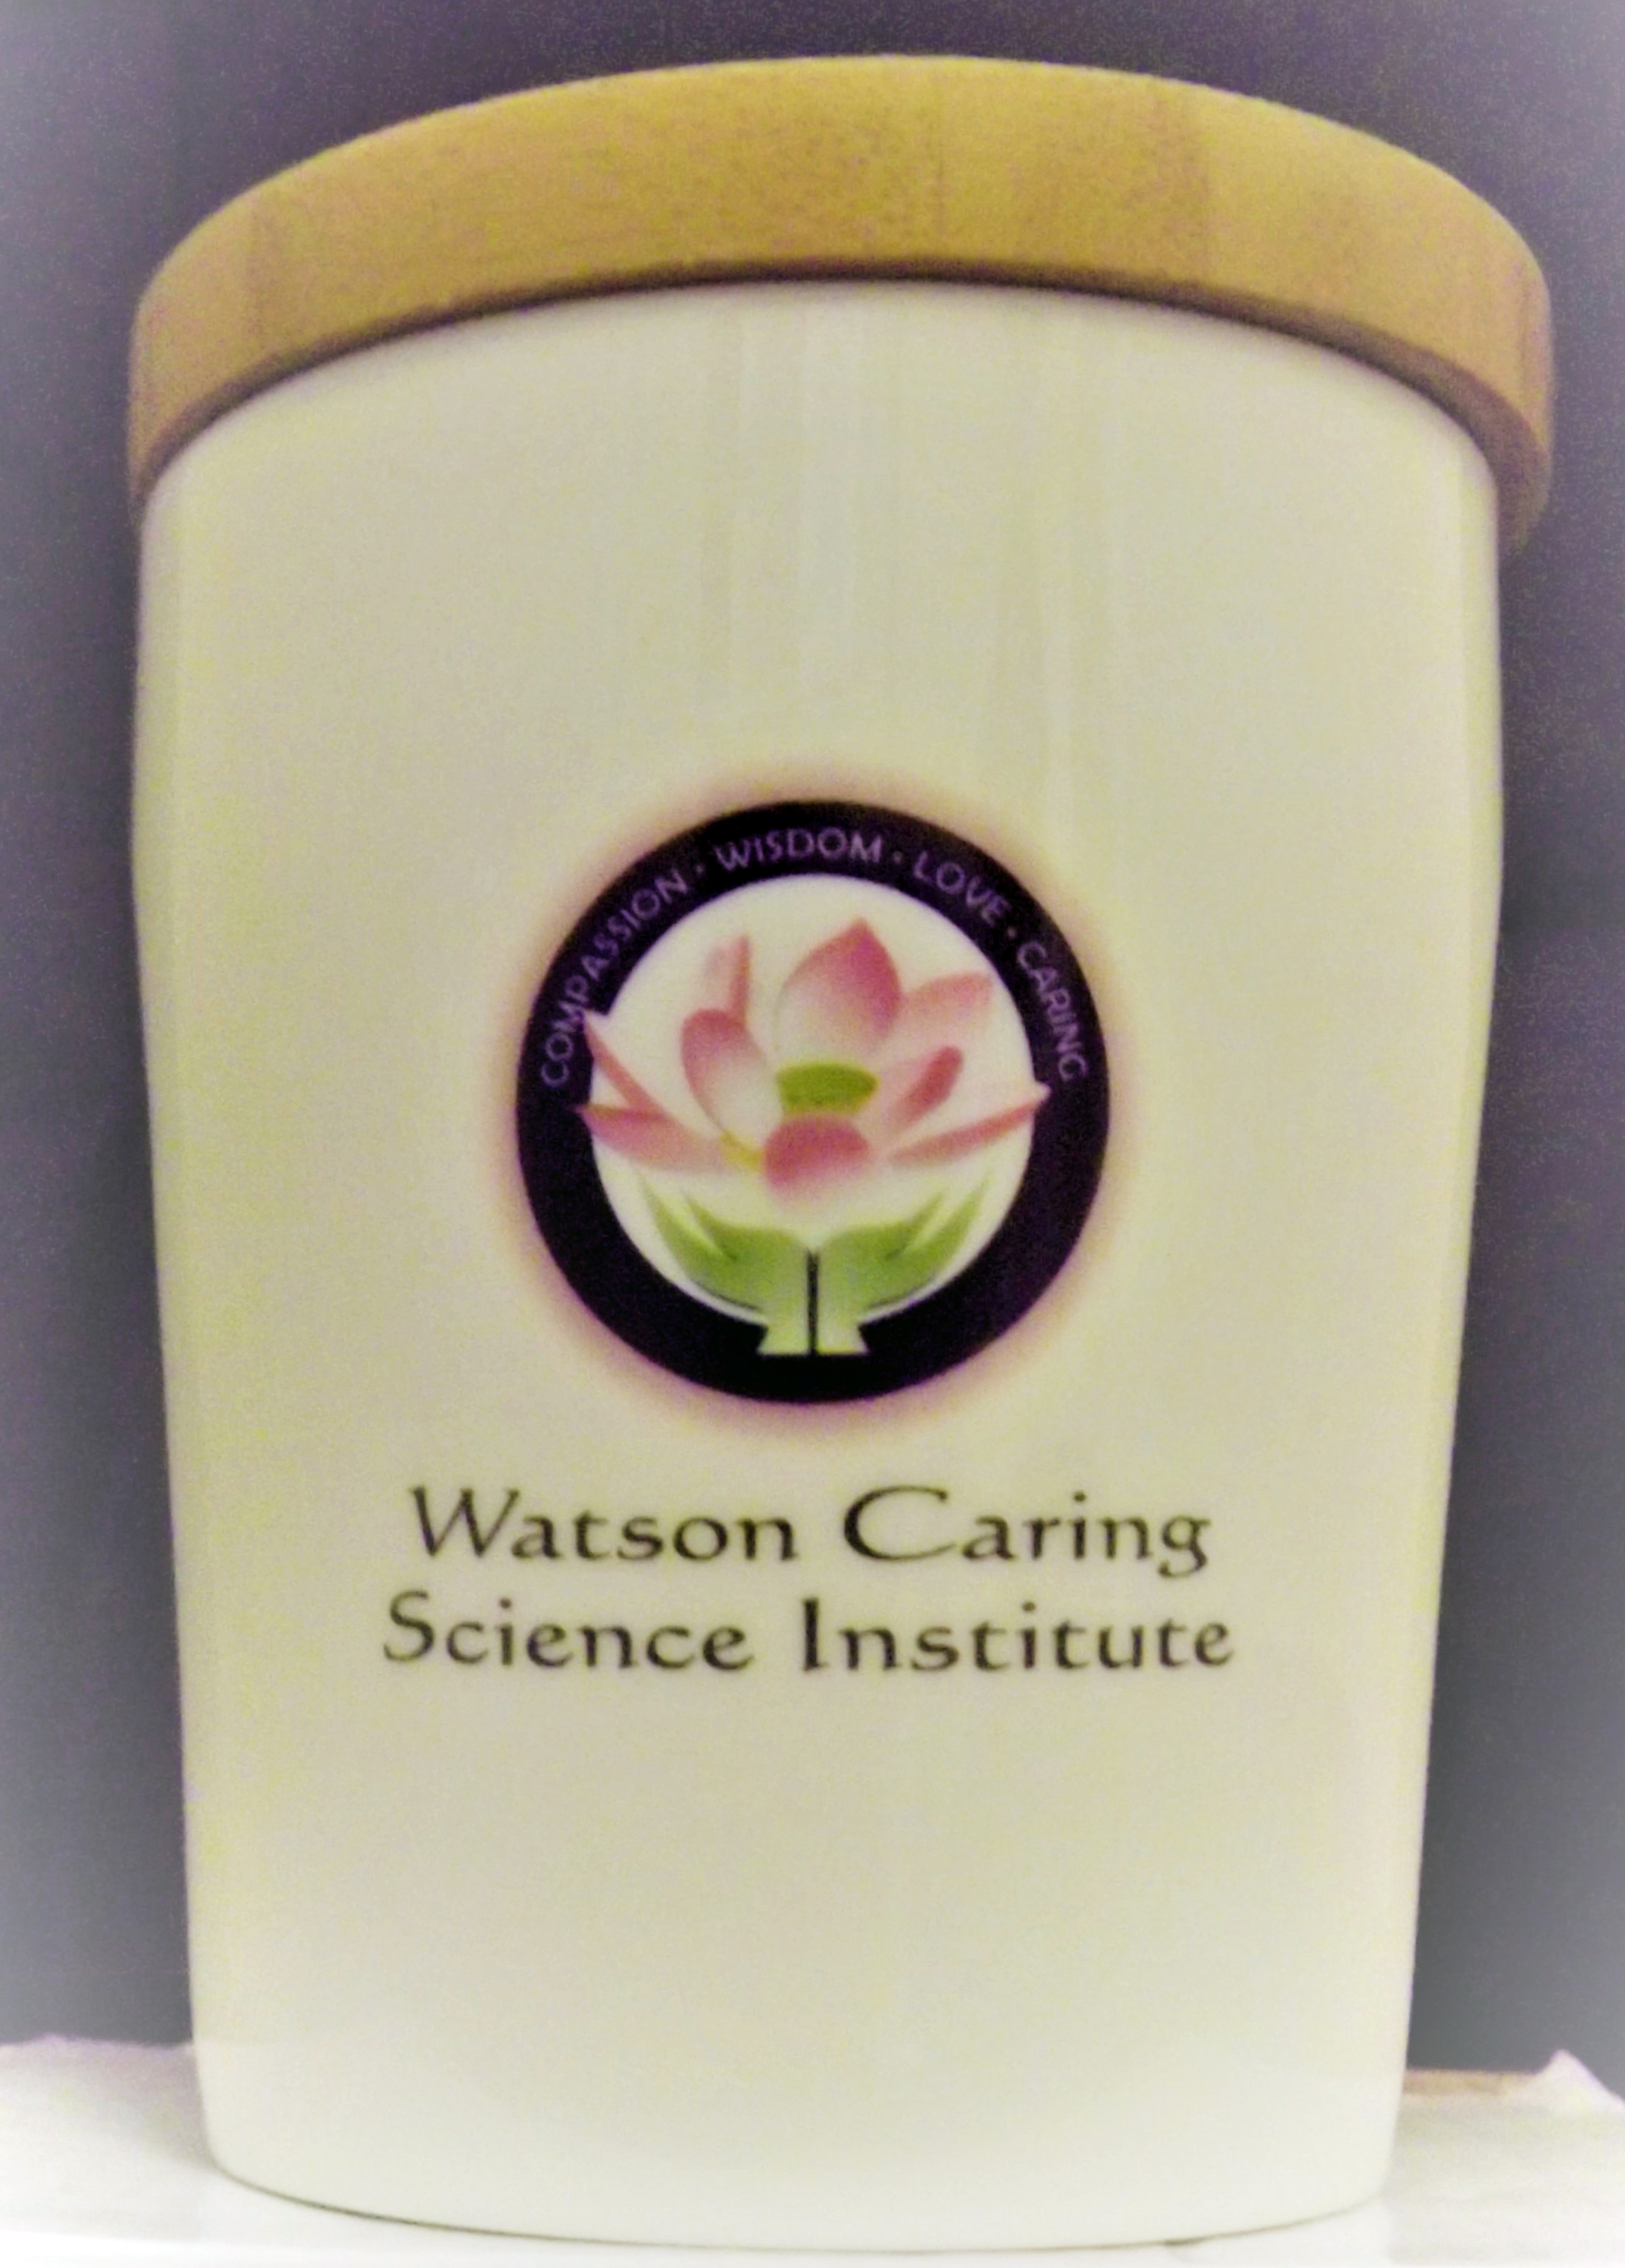 COMPASSION • WISDOM • LOVE • CARING
Watson Caring
Science Institute